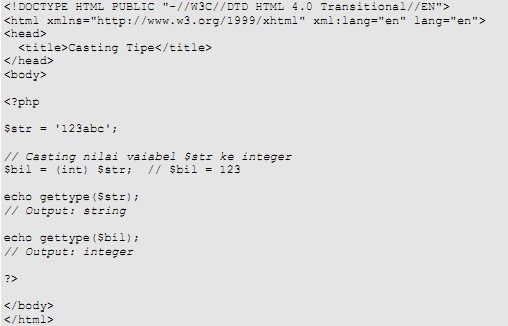 <!DOCTYPE HTML PUBLIC "-//W3C//DTD HTML 4.0 Transitional//EN">
<html xmlns="http://www.w3.org/1999/xhtml" xml:lang="en" lang="en">
<head>
  <title>Casting Tipe</title>
</head>
<body>
<?php
$str = '123abc';
// Casting nilai vaiabel $str ke integer
$bil = (int) $str;  // $bil = 123
echo gettype($str);
// Output: string
echo gettype($bil);
// Output: integer
?>
</body>
</html>